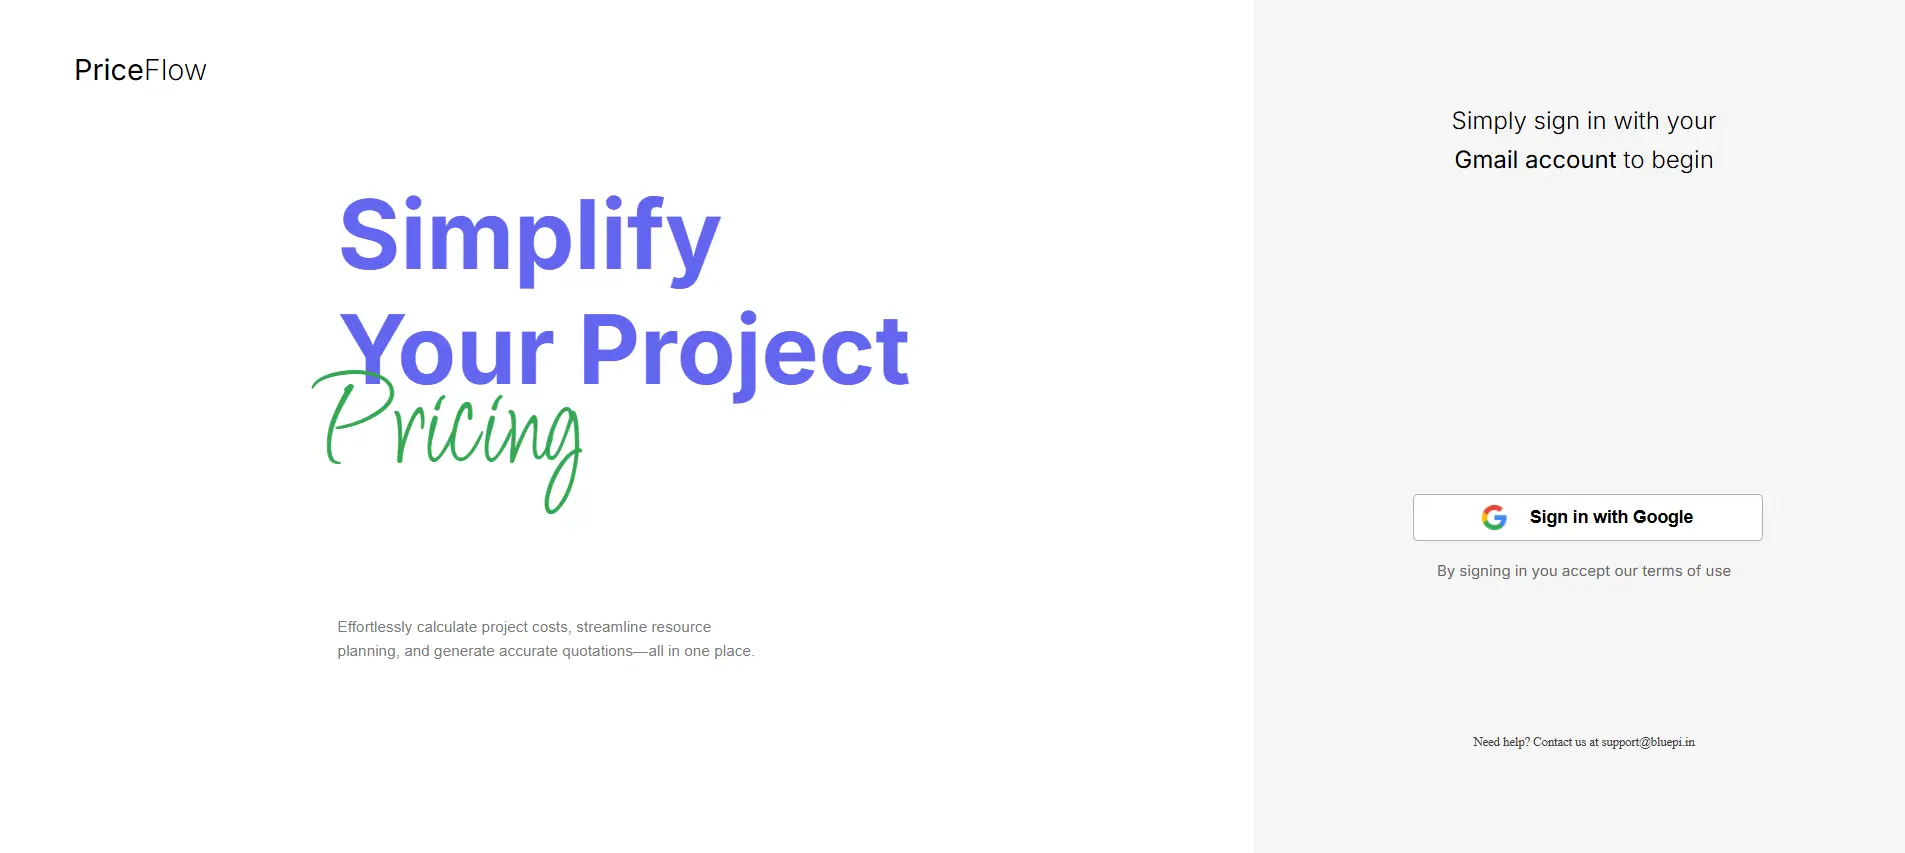 PriceFlow
Simplify
Your Project
Pricing
Effortlessly calculate project costs, streamline resource
planning, and generate accurate quotations—all in one place.
Simply sign in with your
Gmail account to begin
Sign in with Google
By signing in you accept our terms of use
Need help? Contact us at support@bluepi.in